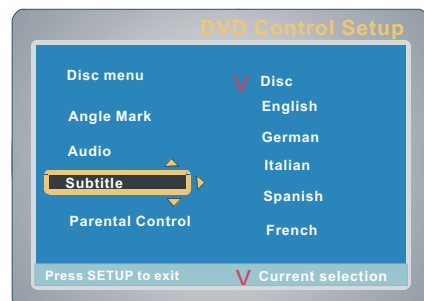 DVD Control Setup
Disc menu
Angle Mark
Audio
Subtitle
Parental Control
V Disc
English
German
Italian
Spanish
French
Press SETUP to exit
V Current selection